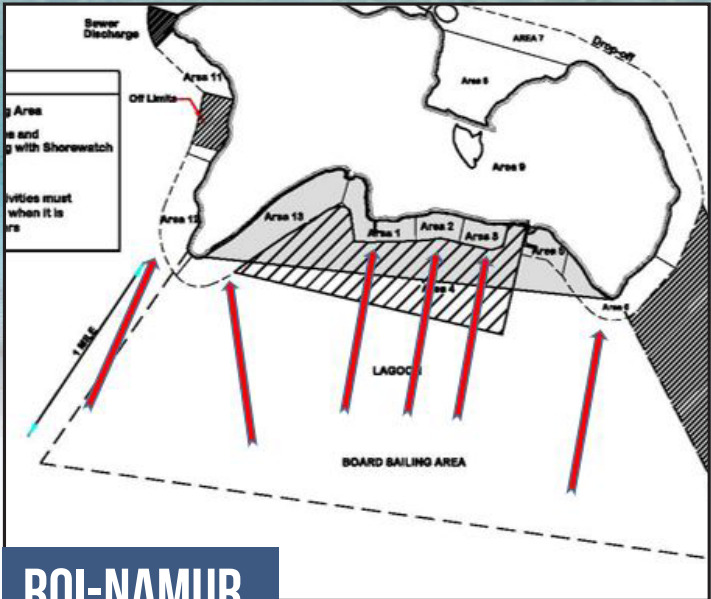 Sewer
Discharge
AREA 7
Drop-off
Area 11
Area 8
Off Limits
g Area
es and
g with Shorewatch
Area 9
ivities must
when it is
ars
Area 12
Area 13
Area 1
Area 2
Area 3
Area 5
Area 4
Area 6
1 MILE
LAGOON
BOARD SAILING AREA
ROI-NAMUR